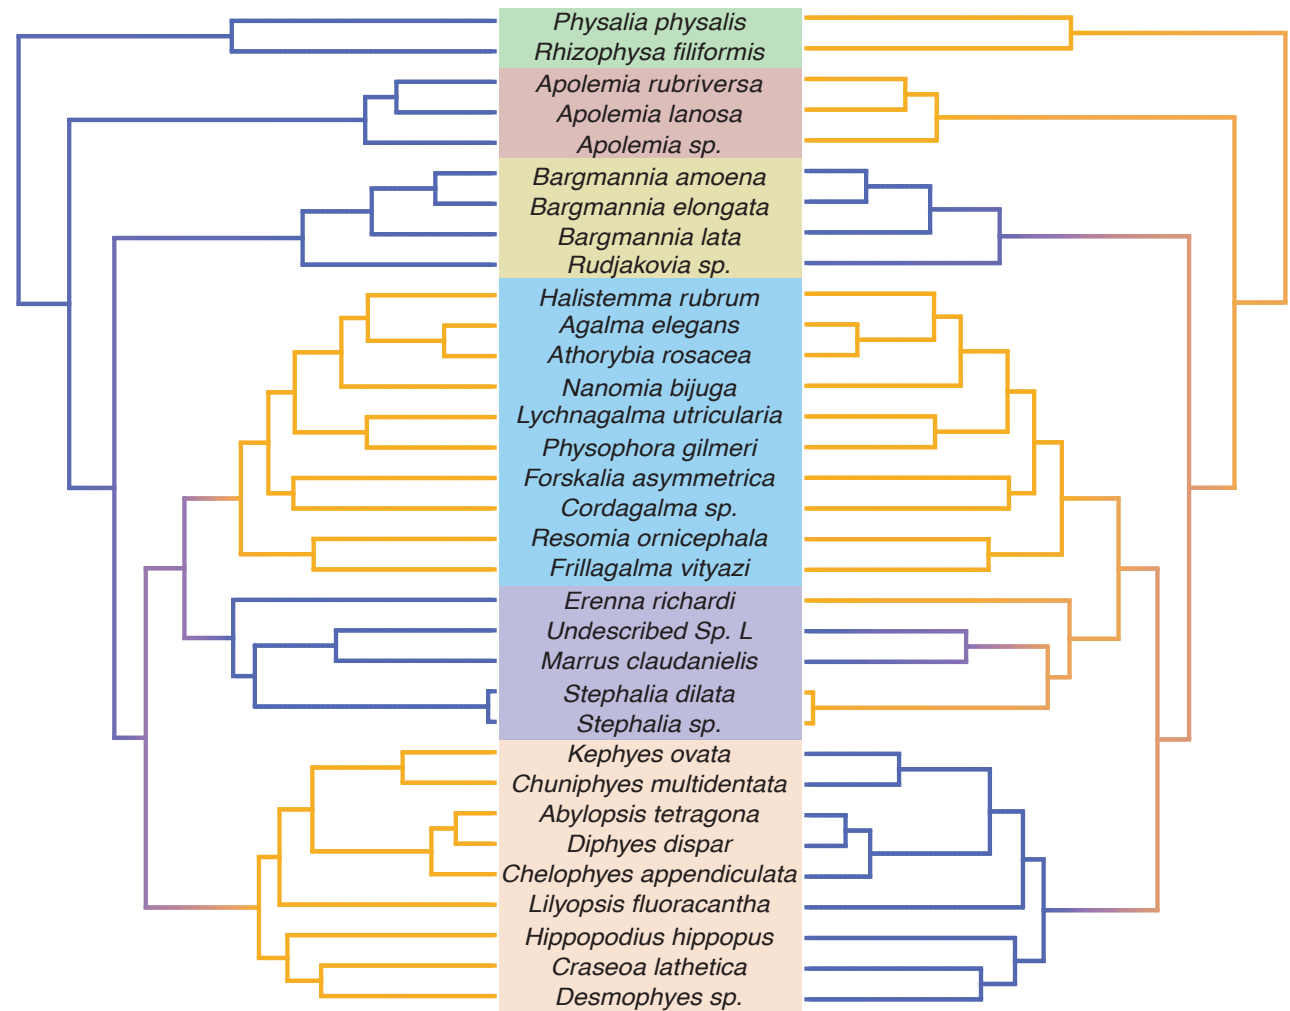 Physalia physalis
Rhizophysa filiformis
Apolemia rubriversa
Apolemia lanosa
Apolemia sp.
Bargmannia amoena
Bargmannia elongata
Bargmannia lata
Rudjakovia sp.
Halistemma rubrum
Agalma elegans
Athorybia rosacea
Nanomia bijuga
Lychnagalma utricularia
Physophora gilmeri
Forskalia asymmetrica
Cordagalma sp.
Resomia ornicephala
Frillagalma vityazi
Erenna richardi
Undescribed Sp. L
Marrus claudanielis
Stephalia dilata
Stephalia sp.
Kephyes ovata
Chuniphyes multidentata
Abylopsis tetragona
Diphyes dispar
Chelophyes appendiculata
Lilyopsis fluoracantha
Hippopodius hippopus
Craseoa lathetica
Desmophyes sp.